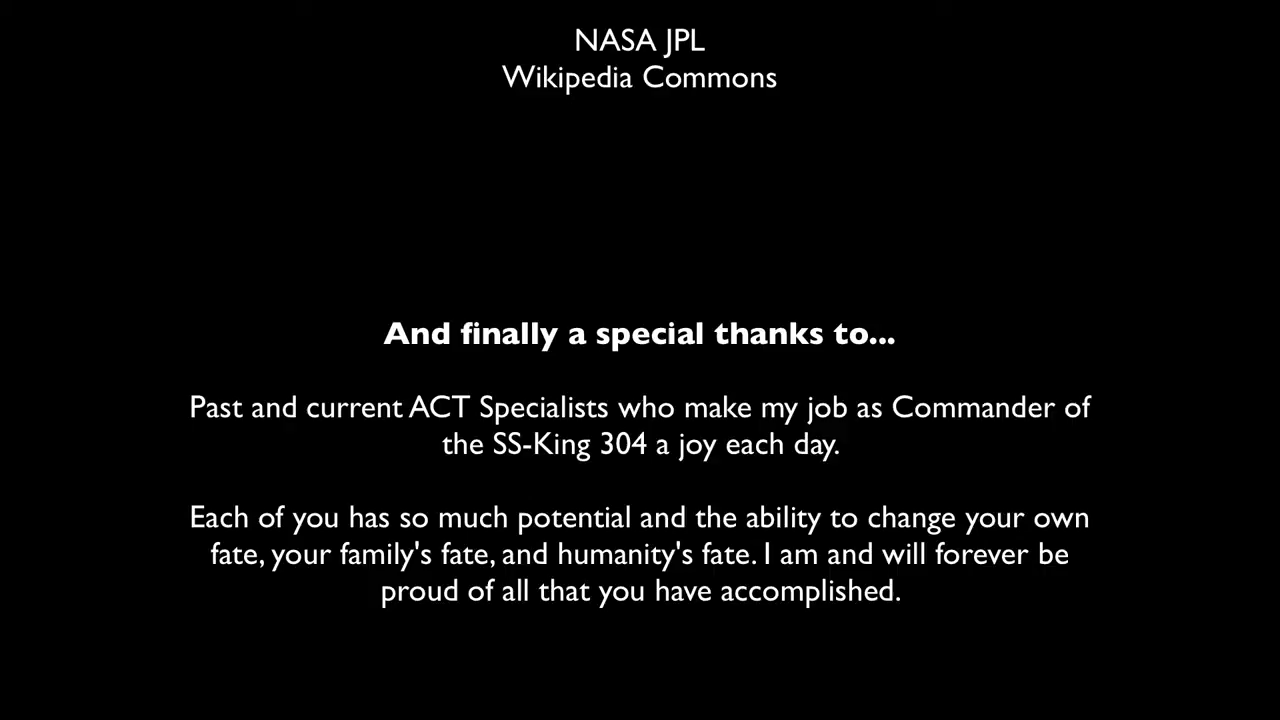 NASA JPL
Wikipedia Commons
And finally a special thanks to...
Past and current ACT Specialists who make my job as Commander of
the SS-King 304 a joy each day.
Each of you has so much potential and the ability to change your own
fate, your family's fate, and humanity's fate. I am and will forever be
proud of all that you have accomplished.